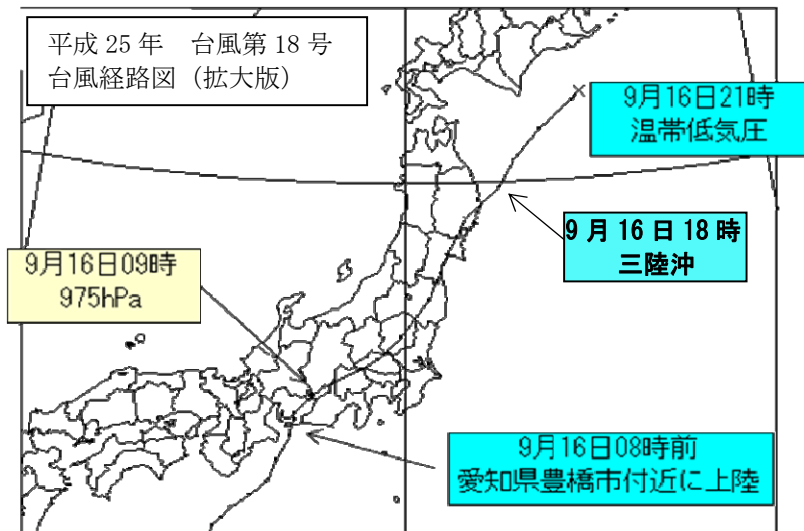 平成 25 年　台風第 18 号
台風経路図（拡大版）
9月16日21時
温帯低気圧
9 月 16 日 18 時
三陸沖
9月16日09時
975hPa
9月16日08時前
愛知県豊橋市付近に上陸